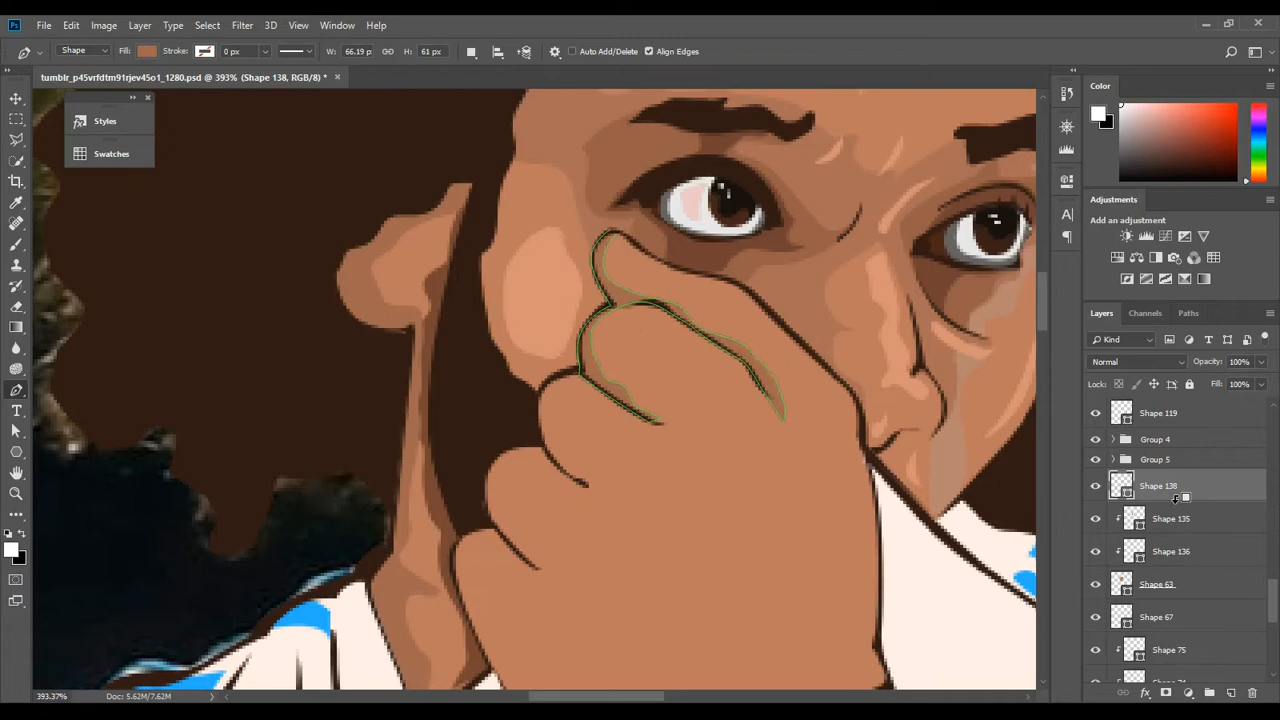 Ps File Edit Image Layer Type Select Filter 3D View Window Help
Shape Fill: Stroke: 0 px W: 66.19 p H: 61 px Auto Add/Delete Align Edges
tumblr_p45vrfdtm91rjev45o1_1280.psd @ 393% (Shape 138, RGB/8) *
Styles
Swatches
Color
Adjustments
Add an adjustment
Layers Channels Paths
Kind
Normal Opacity: 100%
Lock: Fill: 100%
Shape 119
Group 4
Group 5
Shape 138
Shape 135
Shape 136
Shape 63
Shape 67
Shape 75
393.37% Doc: 5.62M/7.62M